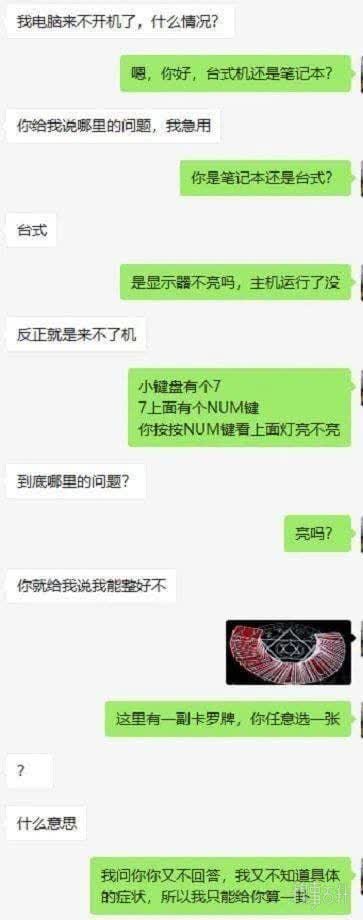 我电脑来不开机了，什么情况？
嗯，你好，台式机还是笔记本？
你给我说哪里的问题，我急用
你是笔记本还是台式？
台式
是显示器不亮吗，主机运行了没
反正就是来不了机
小键盘有个7
7上面有个NUM键
你按按NUM键看上面灯亮不亮
到底哪里的问题？
亮吗？
你就给我说我能整好不
这里有一副卡罗牌，你任意选一张
？
什么意思
我问你你又不回答，我又不知道具体
的症状，所以我只能给你算一卦